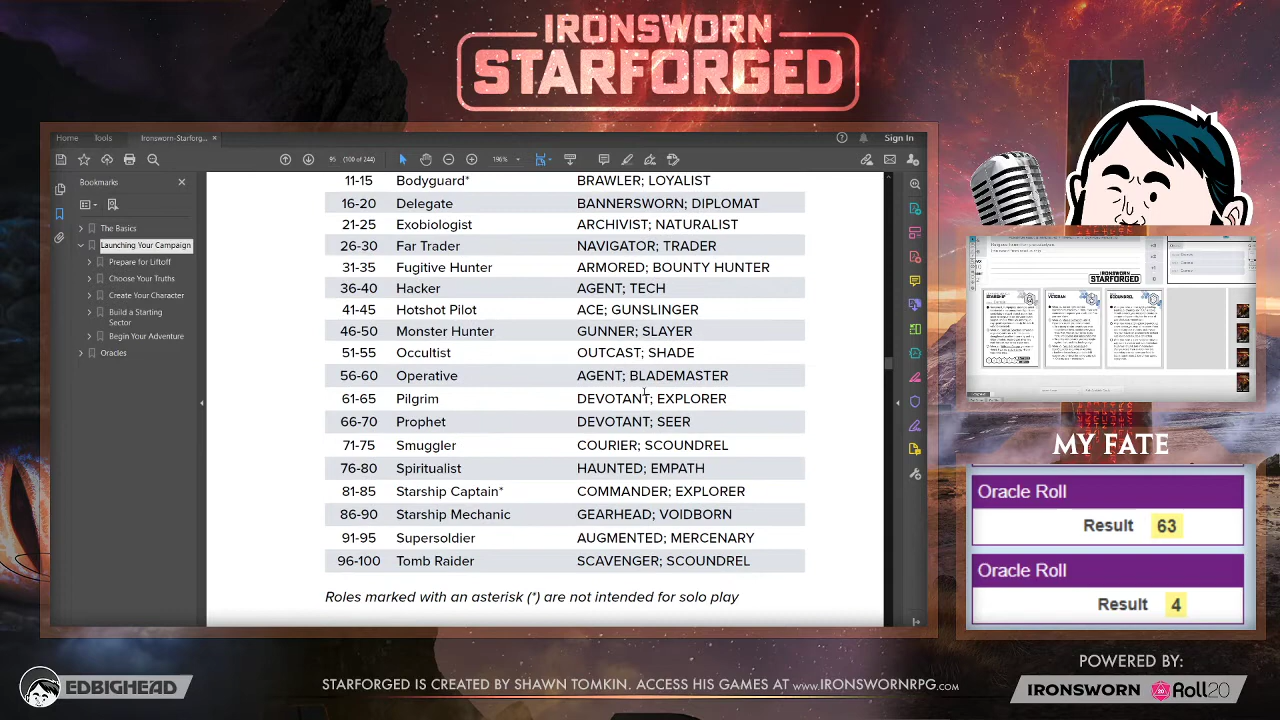 IRONSWORN
STARFORGED
Home Tools Ironsworn-Starforg... × Sign In
95 (100 of 244) 196%
Bookmarks
The Basics
Launching Your Campaign
Prepare for Liftoff
Choose Your Truths
Create Your Character
Build a Starting
Sector
Begin Your Adventure
Oracles
11-15 Bodyguard* BRAWLER; LOYALIST
16-20 Delegate BANNERSWORN; DIPLOMAT
21-25 Exobiologist ARCHIVIST; NATURALIST
26-30 Far Trader NAVIGATOR; TRADER
31-35 Fugitive Hunter ARMORED; BOUNTY HUNTER
36-40 Hacker AGENT; TECH
41-45 Hotshot Pilot ACE; GUNSLINGER
46-50 Monster Hunter GUNNER; SLAYER
51-55 Occultist OUTCAST; SHADE
56-60 Operative AGENT; BLADEMASTER
61-65 Pilgrim DEVOTANT; EXPLORER
66-70 Prophet DEVOTANT; SEER
71-75 Smuggler COURIER; SCOUNDREL
76-80 Spiritualist HAUNTED; EMPATH
81-85 Starship Captain* COMMANDER; EXPLORER
86-90 Starship Mechanic GEARHEAD; VOIDBORN
91-95 Supersoldier AUGMENTED; MERCENARY
96-100 Tomb Raider SCAVENGER; SCOUNDREL
Roles marked with an asterisk (*) are not intended for solo play
IRONSWORN
STARFORGED
STARSHIP VETERAN SCOUNDREL
MY FATE
Oracle Roll
Result 63
Oracle Roll
Result 4
EDBIGHEAD
STARFORGED IS CREATED BY SHAWN TOMKIN. ACCESS HIS GAMES AT WWW.IRONSWORNRPG.COM
POWERED BY:
IRONSWORN Roll20